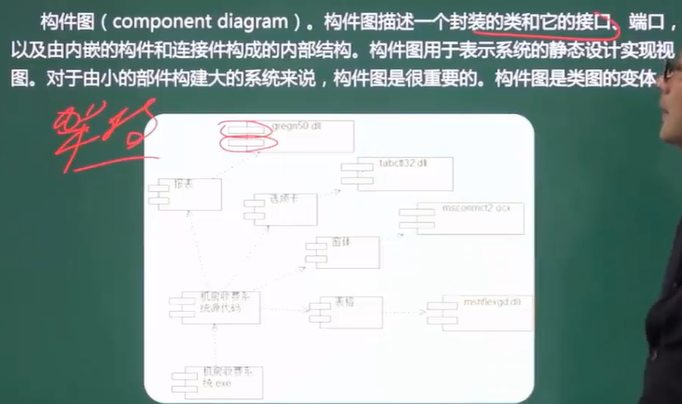 构件图（component diagram）。构件图描述一个封装的类和它的接口、端口，
以及由内嵌的构件和连接件构成的内部结构。构件图用于表示系统的静态设计实现视
图。对于由小的部件构建大的系统来说，构件图是很重要的。构件图是类图的变体。
gregn50.dll
tabctl32.dll
报表
选项卡
mscomct2.ocx
窗体
机房收费系
统源代码
表格
mshflexgd.dll
机房收费系
统.exe